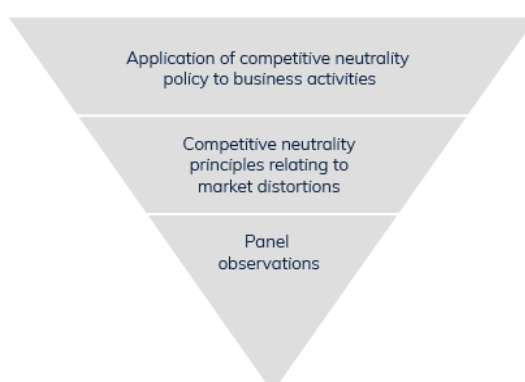 Application of competitive neutrality
policy to business activities
Competitive neutrality
principles relating to
market distortions
Panel
observations